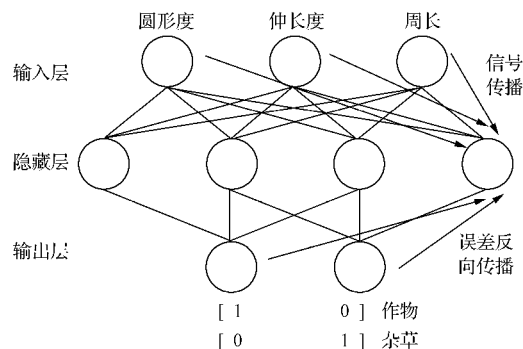 圆形度 仲长度 周长
输入层
信号
传播
隐藏层
输出层
误差反
向传播
[ 1 0 ] 作物
[ 0 1 ] 杂草